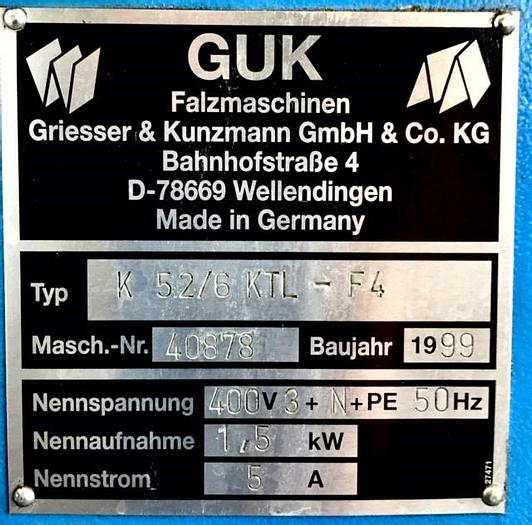 GUK
Falzmaschinen
Griesser & Kunzmann GmbH & Co. KG
Bahnhofstraße 4
D-78669 Wellendingen
Made in Germany
Typ K 52/6 KTL - F4
Masch.-Nr. 40878 Baujahr 1999
Nennspannung 400V 3+ N+PE 50Hz
Nennaufnahme 1,5 kW
Nennstrom 5 A
27471